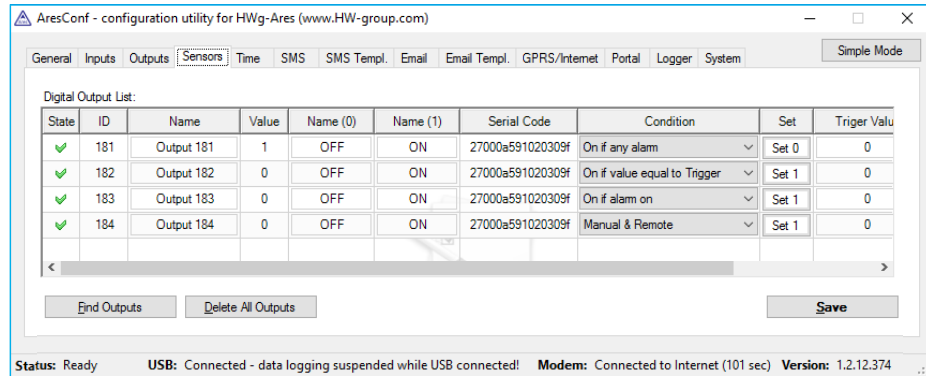 AresConf - configuration utility for HWg-Ares (www.HW-group.com)
General Inputs Outputs Sensors Time SMS SMS Templ. Email Email Templ. GPRS/Internet Portal Logger System Simple Mode
Digital Output List:
State ID Name Value Name (0) Name (1) Serial Code Condition Set Triger Valu
181 Output 181 1 OFF ON 27000a591020309f On if any alarm Set 0 0
182 Output 182 0 OFF ON 27000a591020309f On if value equal to Trigger Set 1 0
183 Output 183 0 OFF ON 27000a591020309f On if alarm on Set 1 0
184 Output 184 0 OFF ON 27000a591020309f Manual & Remote Set 1 0
Find Outputs Delete All Outputs Save
Status: Ready USB: Connected - data logging suspended while USB connected! Modem: Connected to Internet (101 sec) Version: 1.2.12.374